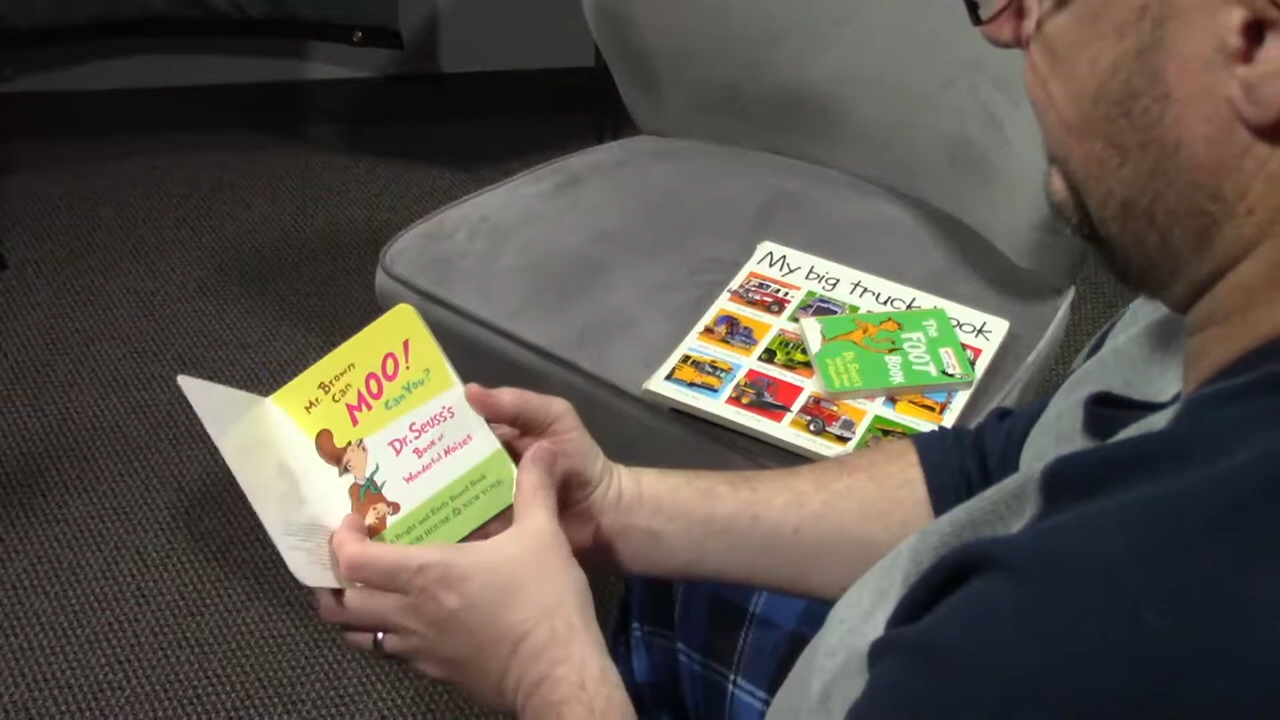 Mr. Brown
Can
MOO!
Can You?
Dr. Seuss's
Book of
Wonderful Noises
Bright and Early Board Book
HOUSE NEW YORK
My big truck book
The
FOOT
BOOK
Dr. Seuss's